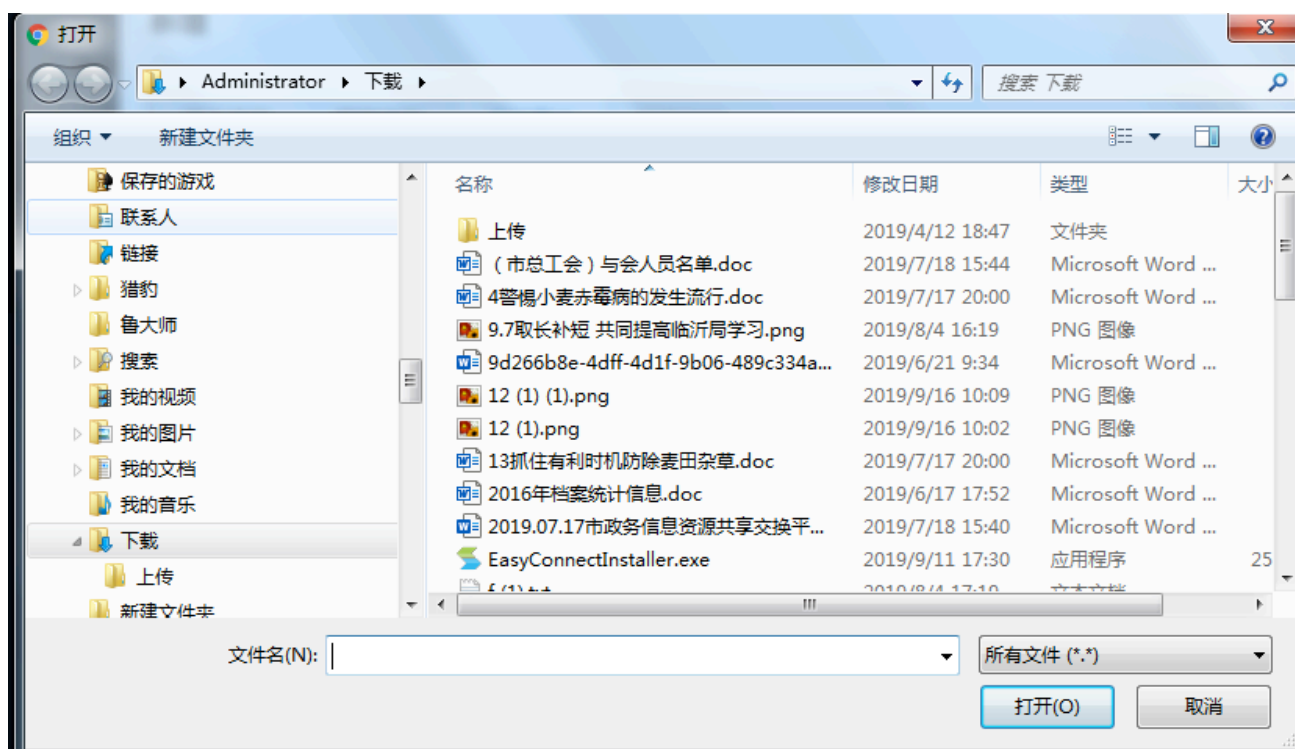 打开
Administrator 下载
搜索 下载
组织 新建文件夹
保存的游戏
联系人
链接
猎豹
鲁大师
搜索
我的视频
我的图片
我的文档
我的音乐
下载
上传
新建文件夹
名称 修改日期 类型 大小
上传 2019/4/12 18:47 文件夹
（市总工会）与会人员名单.doc 2019/7/18 15:44 Microsoft Word ...
4警惕小麦赤霉病的发生流行.doc 2019/7/17 20:00 Microsoft Word ...
9.7取长补短 共同提高临沂局学习.png 2019/8/4 16:19 PNG 图像
9d266b8e-4dff-4d1f-9b06-489c334a... 2019/6/21 9:34 Microsoft Word ...
12 (1) (1).png 2019/9/16 10:09 PNG 图像
12 (1).png 2019/9/16 10:02 PNG 图像
13抓住有利时机防除麦田杂草.doc 2019/7/17 20:00 Microsoft Word ...
2016年档案统计信息.doc 2019/6/17 17:52 Microsoft Word ...
2019.07.17市政务信息资源共享交换平... 2019/7/18 15:40 Microsoft Word ...
EasyConnectInstaller.exe 2019/9/11 17:30 应用程序 25
f (1).txt 2019/8/4 17:19 文本文档
文件名(N): 所有文件 (*.*)
打开(O) 取消